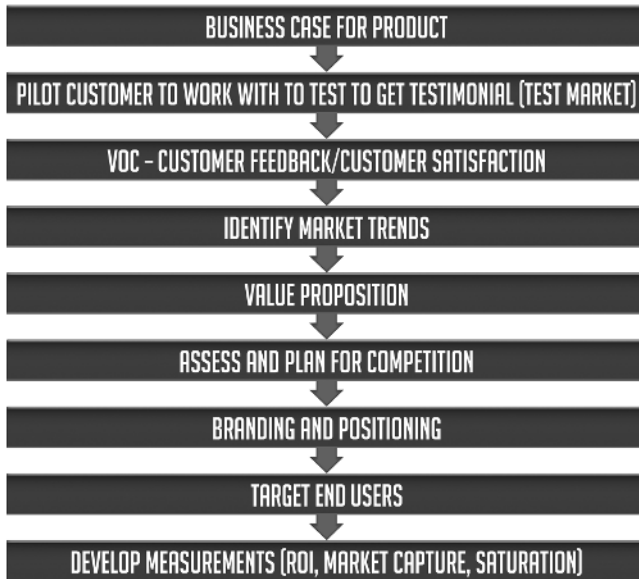 BUSINESS CASE FOR PRODUCT
PILOT CUSTOMER TO WORK WITH TO TEST TO GET TESTIMONIAL (TEST MARKET)
VOC – CUSTOMER FEEDBACK/CUSTOMER SATISFACTION
IDENTIFY MARKET TRENDS
VALUE PROPOSITION
ASSESS AND PLAN FOR COMPETITION
BRANDING AND POSITIONING
TARGET END USERS
DEVELOP MEASUREMENTS (ROI, MARKET CAPTURE, SATURATION)